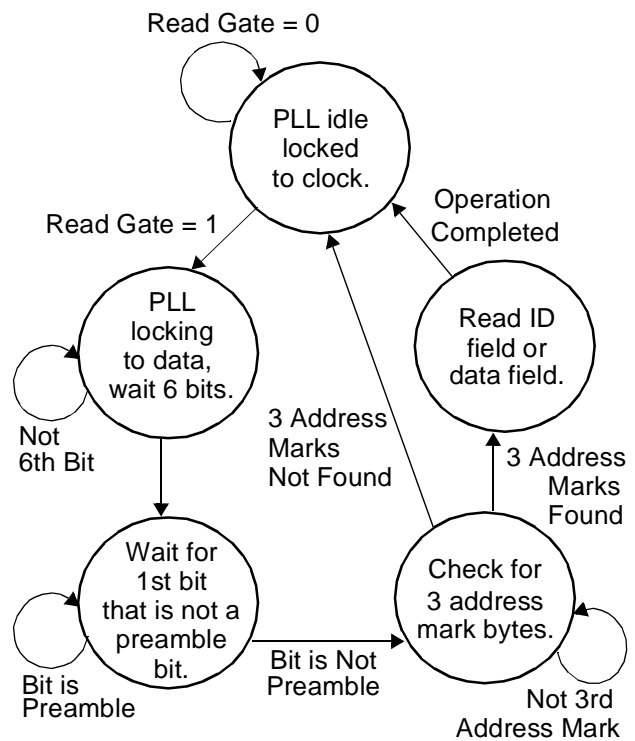 Read Gate = 0
PLL idle
locked
to clock.
Read Gate = 1
Operation
Completed
PLL
locking
to data,
wait 6 bits.
Not
6th Bit
Read ID
field or
data field.
3 Address
Marks
Not Found
3 Address
Marks
Found
Wait for
1st bit
that is not a
preamble
bit.
Bit is
Preamble
Bit is Not
Preamble
Check for
3 address
mark bytes.
Not 3rd
Address Mark